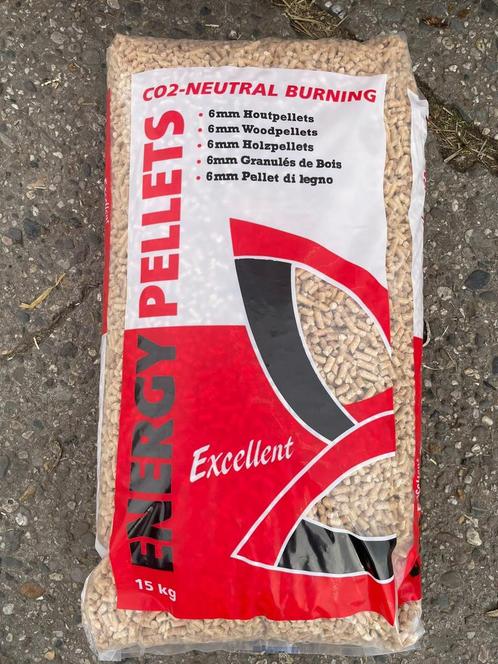 CO2-NEUTRAL BURNING
• 6mm Houtpellets
• 6mm Woodpellets
• 6mm Holzpellets
• 6mm Granulés de Bois
• 6mm Pellet di legno
ENERGY PELLETS
Excellent
15 kg